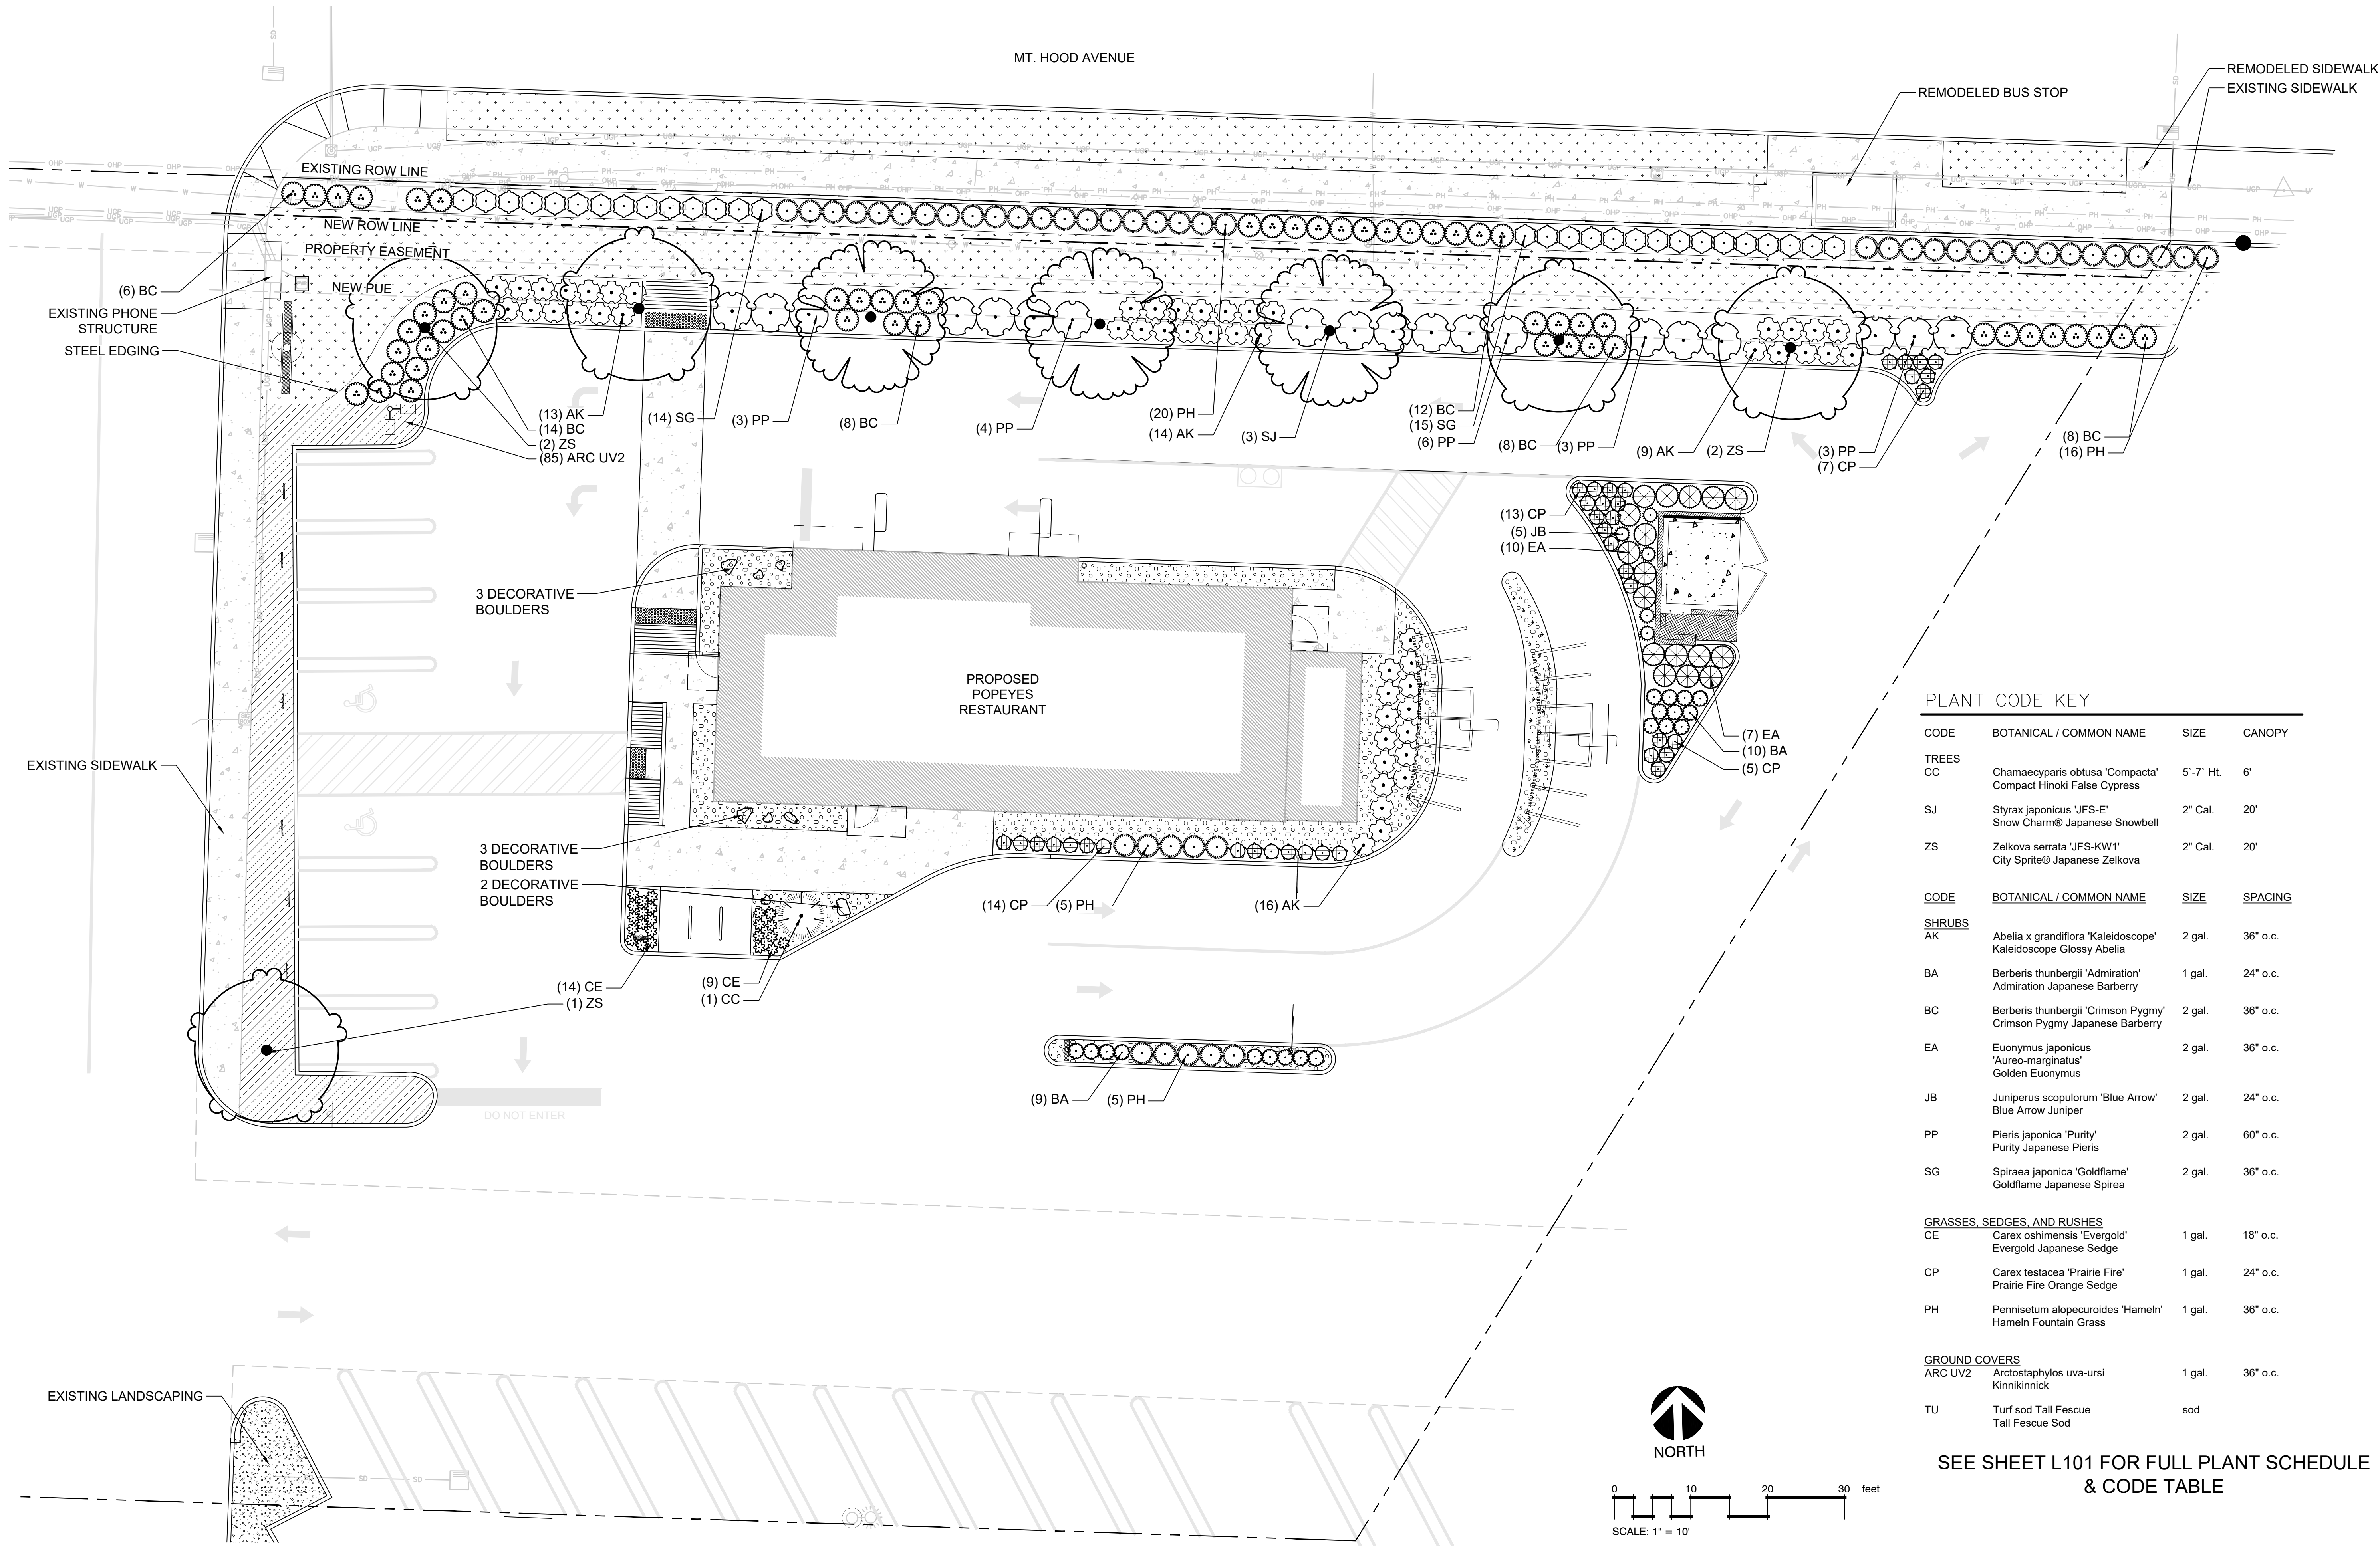 MT. HOOD AVENUE
REMODELED SIDEWALK
EXISTING SIDEWALK
REMODELED BUS STOP
EXISTING ROW LINE
NEW ROW LINE
PROPERTY EASEMENT
NEW PUE
(6) BC
EXISTING PHONE
STRUCTURE
STEEL EDGING
(13) AK
(14) BC
(2) ZS
(85) ARC UV2
(14) SG
(3) PP
(8) BC
(4) PP
(20) PH
(14) AK
(3) SJ
(12) BC
(15) SG
(6) PP
(8) BC
(3) PP
(9) AK
(2) ZS
(3) PP
(7) CP
(8) BC
(16) PH
(13) CP
(5) JB
(10) EA
3 DECORATIVE
BOULDERS
PROPOSED
POPEYES
RESTAURANT
(7) EA
(10) BA
(5) CP
EXISTING SIDEWALK
3 DECORATIVE
BOULDERS
2 DECORATIVE
BOULDERS
(14) CP
(5) PH
(16) AK
(14) CE
(1) ZS
(9) CE
(1) CC
(9) BA
(5) PH
DO NOT ENTER
EXISTING LANDSCAPING
PLANT CODE KEY
CODE BOTANICAL / COMMON NAME SIZE CANOPY
TREES
CC Chamaecyparis obtusa 'Compacta' 5`-7` Ht. 6'
Compact Hinoki False Cypress
SJ Styrax japonicus 'JFS-E' 2" Cal. 20'
Snow Charm® Japanese Snowbell
ZS Zelkova serrata 'JFS-KW1' 2" Cal. 20'
City Sprite® Japanese Zelkova
CODE BOTANICAL / COMMON NAME SIZE SPACING
SHRUBS
AK Abelia x grandiflora 'Kaleidoscope' 2 gal. 36" o.c.
Kaleidoscope Glossy Abelia
BA Berberis thunbergii 'Admiration' 1 gal. 24" o.c.
Admiration Japanese Barberry
BC Berberis thunbergii 'Crimson Pygmy' 2 gal. 36" o.c.
Crimson Pygmy Japanese Barberry
EA Euonymus japonicus 2 gal. 36" o.c.
'Aureo-marginatus'
Golden Euonymus
JB Juniperus scopulorum 'Blue Arrow' 2 gal. 24" o.c.
Blue Arrow Juniper
PP Pieris japonica 'Purity' 2 gal. 60" o.c.
Purity Japanese Pieris
SG Spiraea japonica 'Goldflame' 2 gal. 36" o.c.
Goldflame Japanese Spirea
GRASSES, SEDGES, AND RUSHES
CE Carex oshimensis 'Evergold' 1 gal. 18" o.c.
Evergold Japanese Sedge
CP Carex testacea 'Prairie Fire' 1 gal. 24" o.c.
Prairie Fire Orange Sedge
PH Pennisetum alopecuroides 'Hameln' 1 gal. 36" o.c.
Hameln Fountain Grass
GROUND COVERS
ARC UV2 Arctostaphylos uva-ursi 1 gal. 36" o.c.
Kinnikinnick
TU Turf sod Tall Fescue sod
Tall Fescue Sod
SEE SHEET L101 FOR FULL PLANT SCHEDULE
& CODE TABLE
NORTH
0 10 20 30 feet
SCALE: 1" = 10'
SD SD